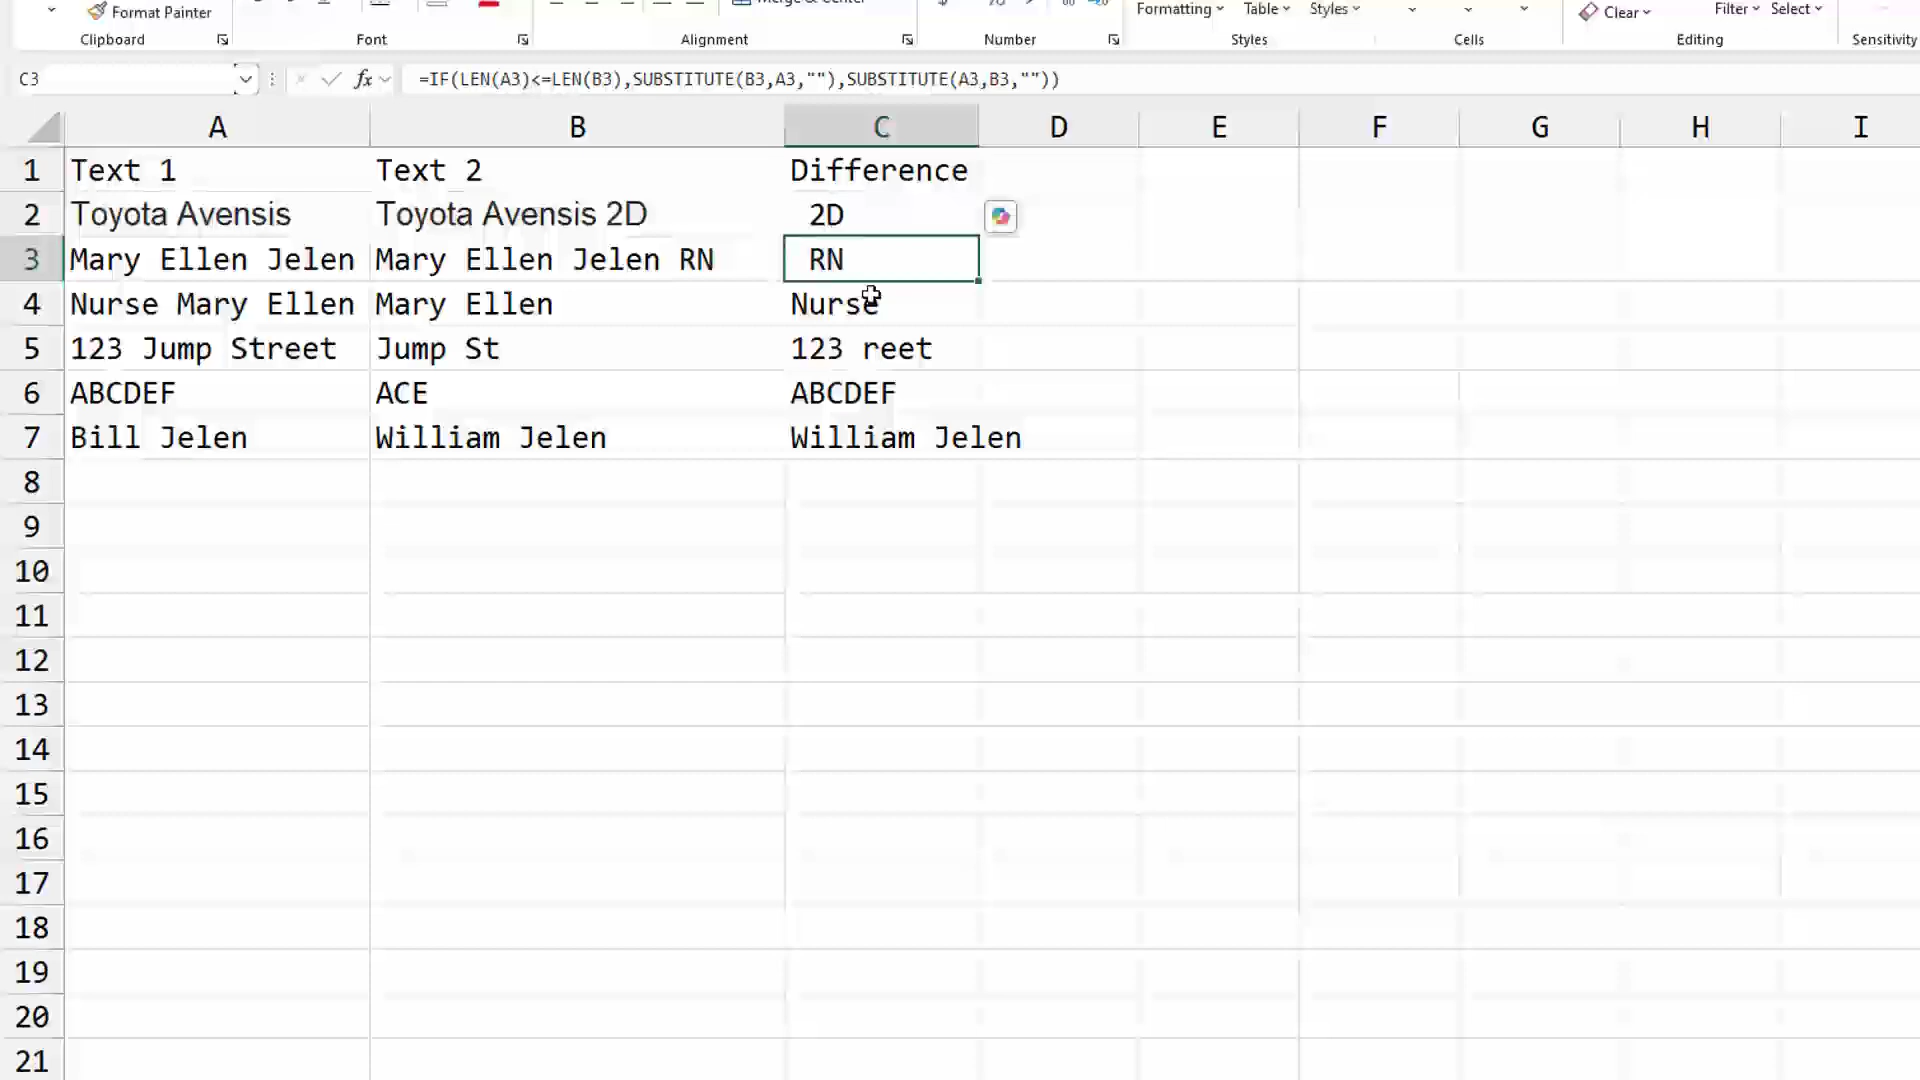 Format Painter
Formatting Table Styles
Clear
Filter Select
Clipboard Font Alignment Number Styles Cells Editing Sensitivity
C3 fx =IF(LEN(A3)<=LEN(B3),SUBSTITUTE(B3,A3,""),SUBSTITUTE(A3,B3,""))
A B C D E F G H I
1 Text 1 Text 2 Difference
2 Toyota Avensis Toyota Avensis 2D 2D
3 Mary Ellen Jelen Mary Ellen Jelen RN RN
4 Nurse Mary Ellen Mary Ellen Nurse
5 123 Jump Street Jump St 123 reet
6 ABCDEF ACE ABCDEF
7 Bill Jelen William Jelen William Jelen
8
9
10
11
12
13
14
15
16
17
18
19
20
21